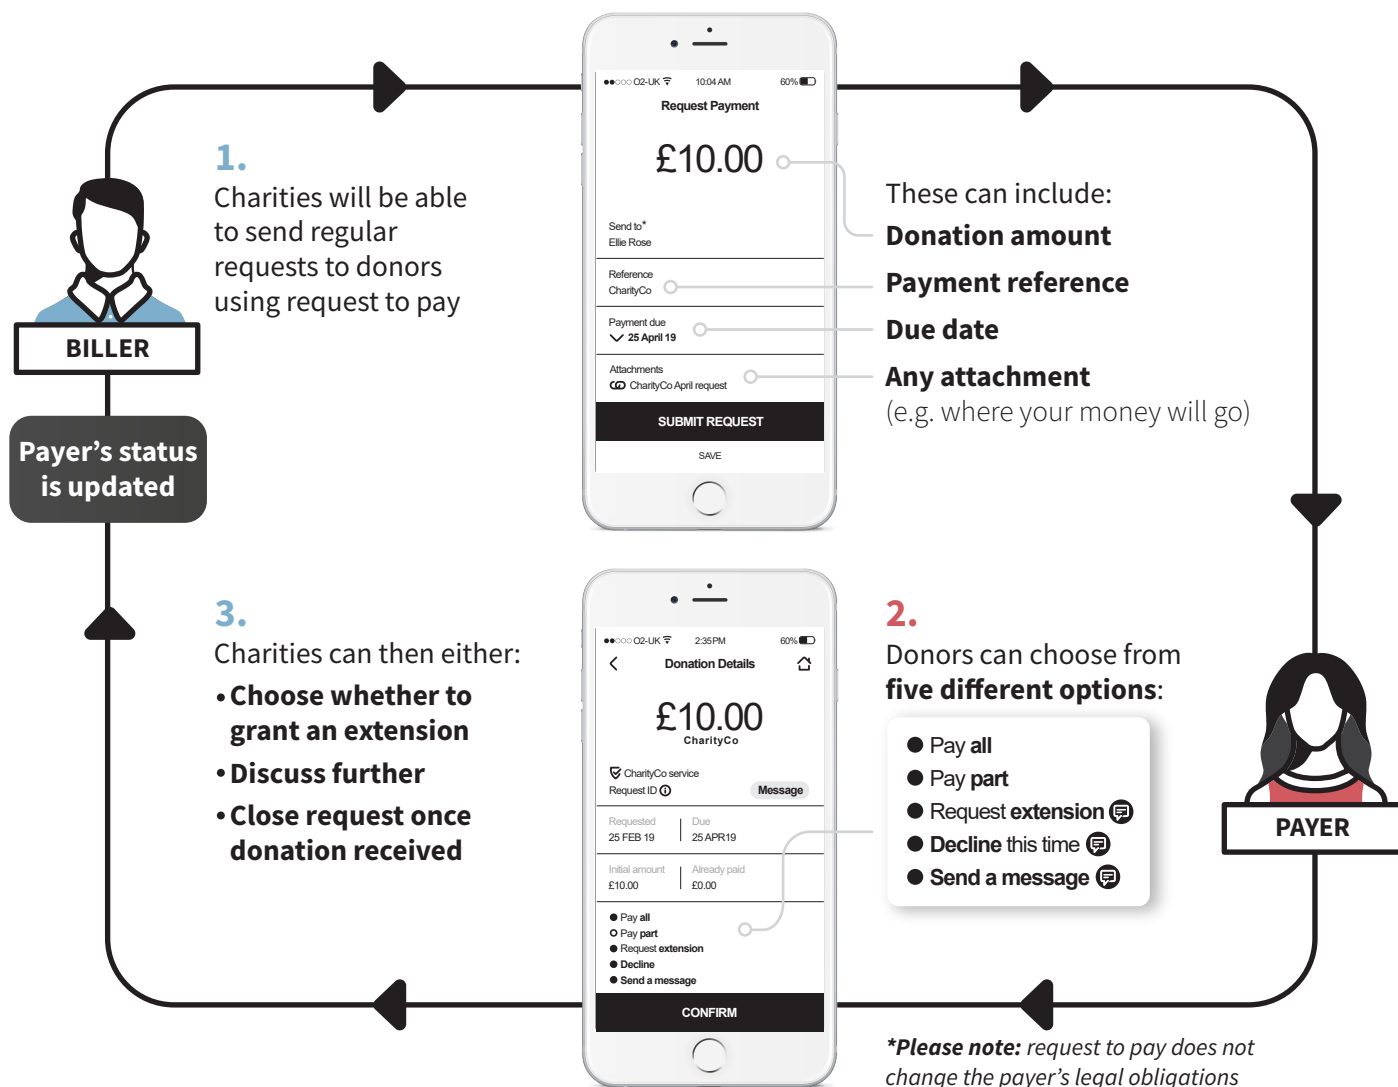 O2-UK 10:04 AM 60%
Request Payment
£10.00
Send to*
Ellie Rose
Reference
CharityCo
Payment due
25 April 19
Attachments
CharityCo April request
SUBMIT REQUEST
SAVE
1.
Charities will be able
to send regular
requests to donors
using request to pay
BILLER
Payer's status
is updated
These can include:
Donation amount
Payment reference
Due date
Any attachment
(e.g. where your money will go)
2.
Donors can choose from
five different options:
● Pay all
● Pay part
● Request extension
● Decline this time
● Send a message
PAYER
O2-UK 2:35PM 60%
Donation Details
£10.00
CharityCo
CharityCo service
Request ID Message
Requested Due
25 FEB 19 25 APR19
Initial amount Already paid
£10.00 £0.00
● Pay all
○ Pay part
● Request extension
● Decline
● Send a message
CONFIRM
3.
Charities can then either:
• Choose whether to
grant an extension
• Discuss further
• Close request once
donation received
*Please note: request to pay does not
change the payer's legal obligations